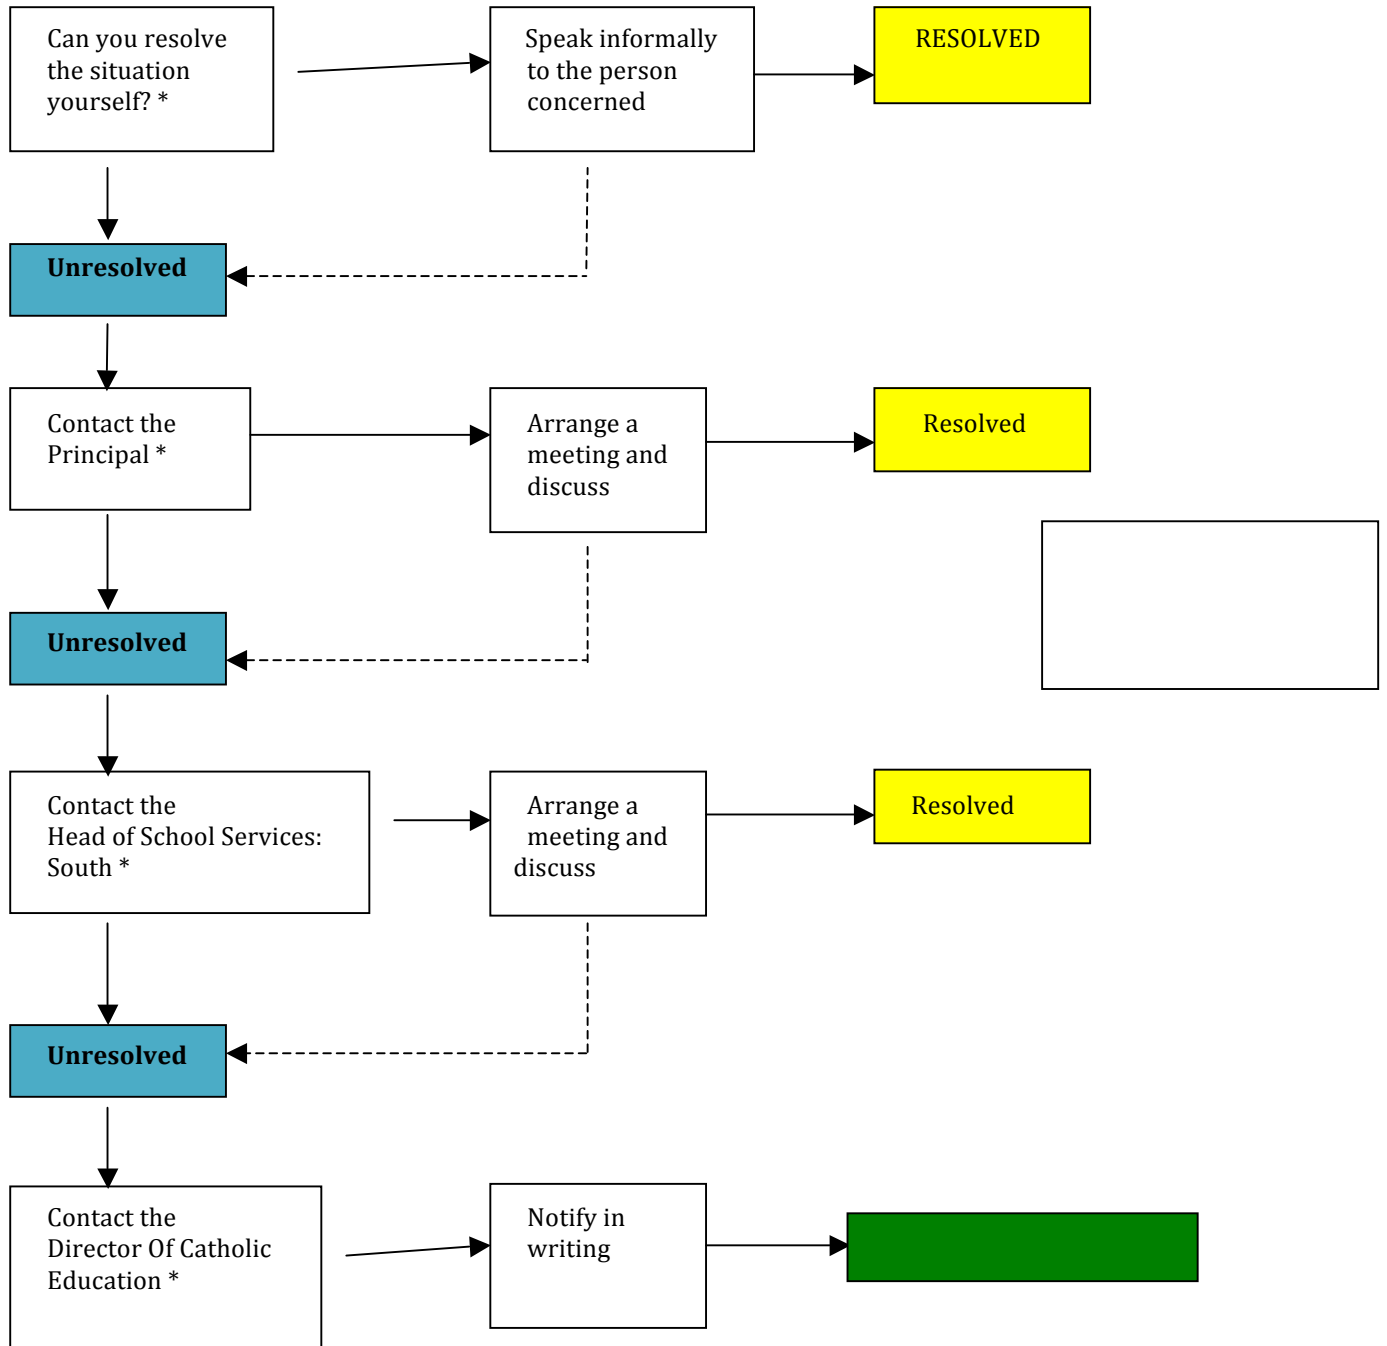 Can you resolve
the situation
yourself? *
Speak informally
to the person
concerned
RESOLVED
Unresolved
Contact the
Principal *
Arrange a
meeting and
discuss
Resolved
Unresolved
Contact the
Head of School Services:
South *
Arrange a
meeting and
discuss
Resolved
Unresolved
Contact the
Director Of Catholic
Education *
Notify in
writing